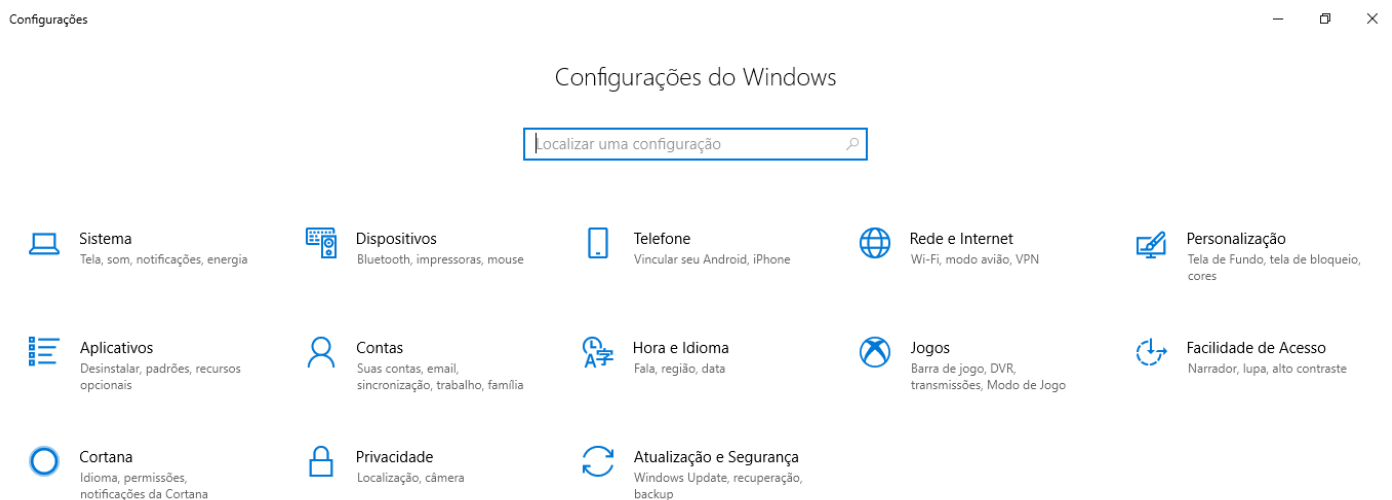 Configurações
Configurações do Windows
Localizar uma configuração
Sistema
Tela, som, notificações, energia
Dispositivos
Bluetooth, impressoras, mouse
Telefone
Vincular seu Android, iPhone
Rede e Internet
Wi-Fi, modo avião, VPN
Personalização
Tela de Fundo, tela de bloqueio,
cores
Aplicativos
Desinstalar, padrões, recursos
opcionais
Contas
Suas contas, email,
sincronização, trabalho, família
Hora e Idioma
Fala, região, data
Jogos
Barra de jogo, DVR,
transmissões, Modo de Jogo
Facilidade de Acesso
Narrador, lupa, alto contraste
Cortana
Idioma, permissões,
notificações da Cortana
Privacidade
Localização, câmera
Atualização e Segurança
Windows Update, recuperação,
backup